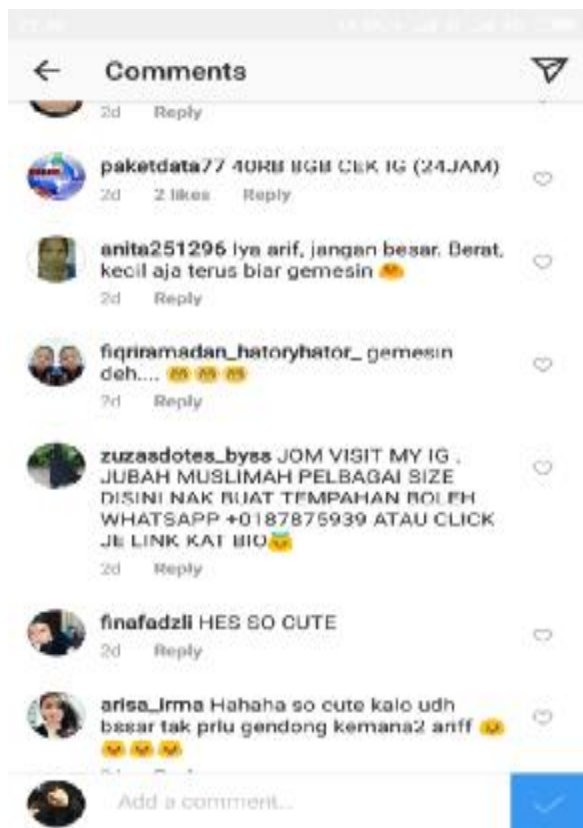 Comments
2d Reply
paketdata77 40RB 8GB CEK IG (24JAM)
2d 2 likes Reply
anita251296 Iya arif, jangan besar. Berat,
kecil aja terus biar gemesin
2d Reply
fiqriramadan_hatoryhator_ gemesin
deh....
2d Reply
zuzasdotes_byss JOM VISIT MY IG ,
JUBAH MUSLIMAH PELBAGAI SIZE
DISINI NAK BUAT TEMPAHAN BOLEH
WHATSAPP +0187875939 ATAU CLICK
JE LINK KAT BIO
2d Reply
finafadzli HES SO CUTE
2d Reply
arisa_irma Hahaha so cute kalo udh
bssar tak prlu gendong kemana2 ariff
Add a comment...